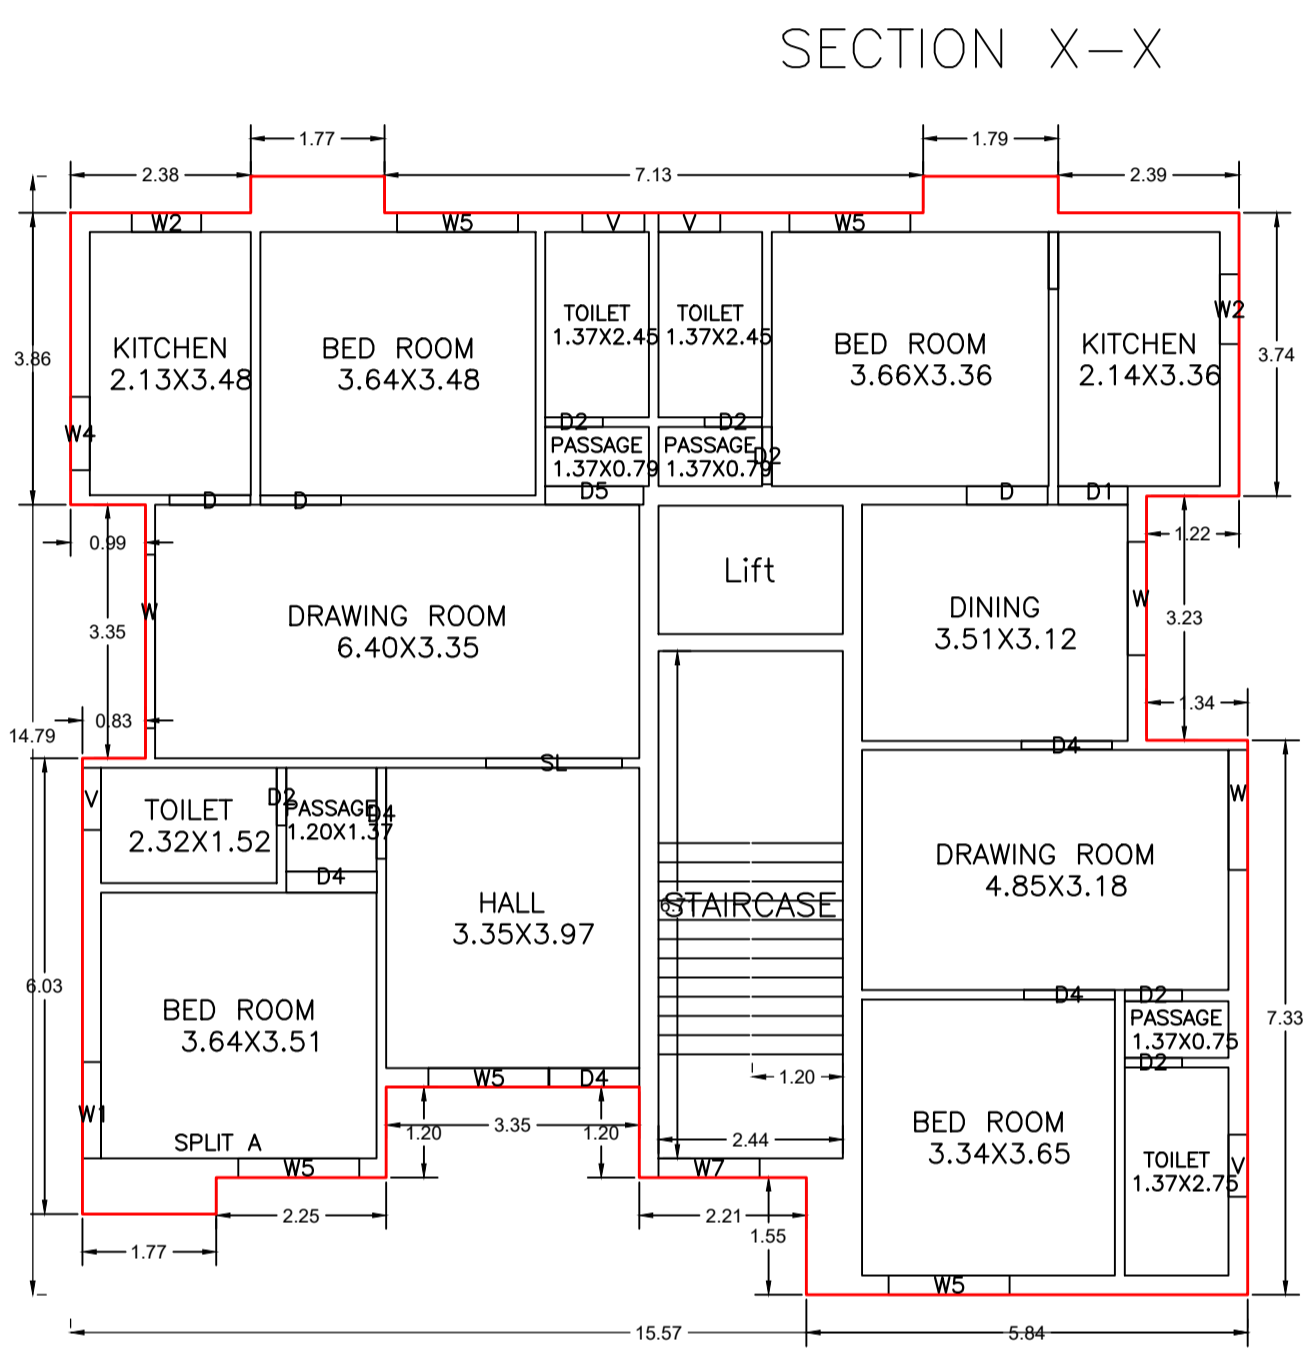 SECTION X-X
1.77
1.79
2.38
7.13
2.39
W2
W5
V
V
W5
KITCHEN
2.13X3.48
BED ROOM
3.64X3.48
TOILET
1.37X2.45
TOILET
1.37X2.45
BED ROOM
3.66X3.36
KITCHEN
2.14X3.36
W2
3.86
3.74
W4
D2
D2
PASSAGE
1.37X0.79
PASSAGE
1.37X0.79
D2
D
D
D5
D
D1
0.99
1.22
Lift
W
DRAWING ROOM
6.40X3.35
DINING
3.51X3.12
W
3.35
3.23
0.83
1.34
14.79
SL
D4
V
TOILET
2.32X1.52
D2
PASSAGE
1.20X1.37
D4
W
D4
DRAWING ROOM
4.85X3.18
HALL
3.35X3.97
STAIRCASE
6.03
BED ROOM
3.64X3.51
D4
D2
PASSAGE
1.37X0.75
7.33
D2
W5
D4
1.20
W1
SPLIT A
1.20
3.35
1.20
2.44
BED ROOM
3.34X3.65
TOILET
1.37X2.75
V
W5
W7
2.25
2.21
1.55
1.77
W5
15.57
5.84